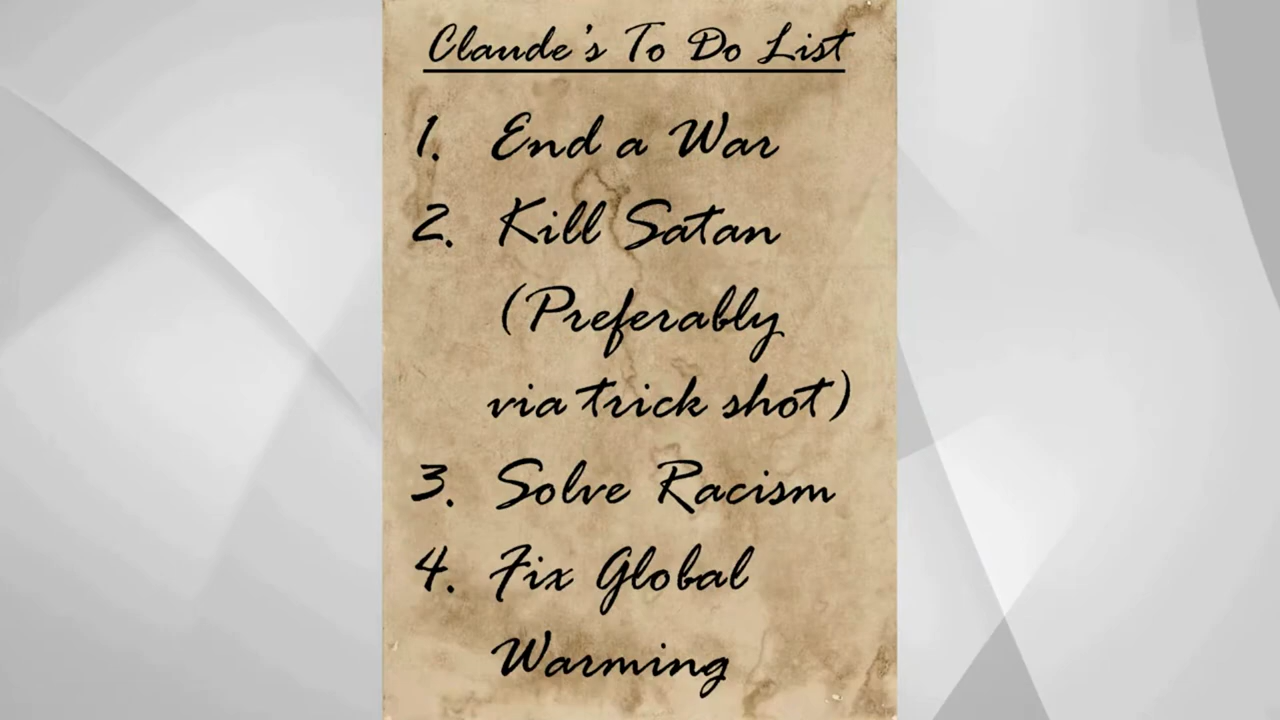 Claude's To Do List
1. End a War
2. Kill Satan
(Preferably
via trick shot)
3. Solve Racism
4. Fix Global
Warming